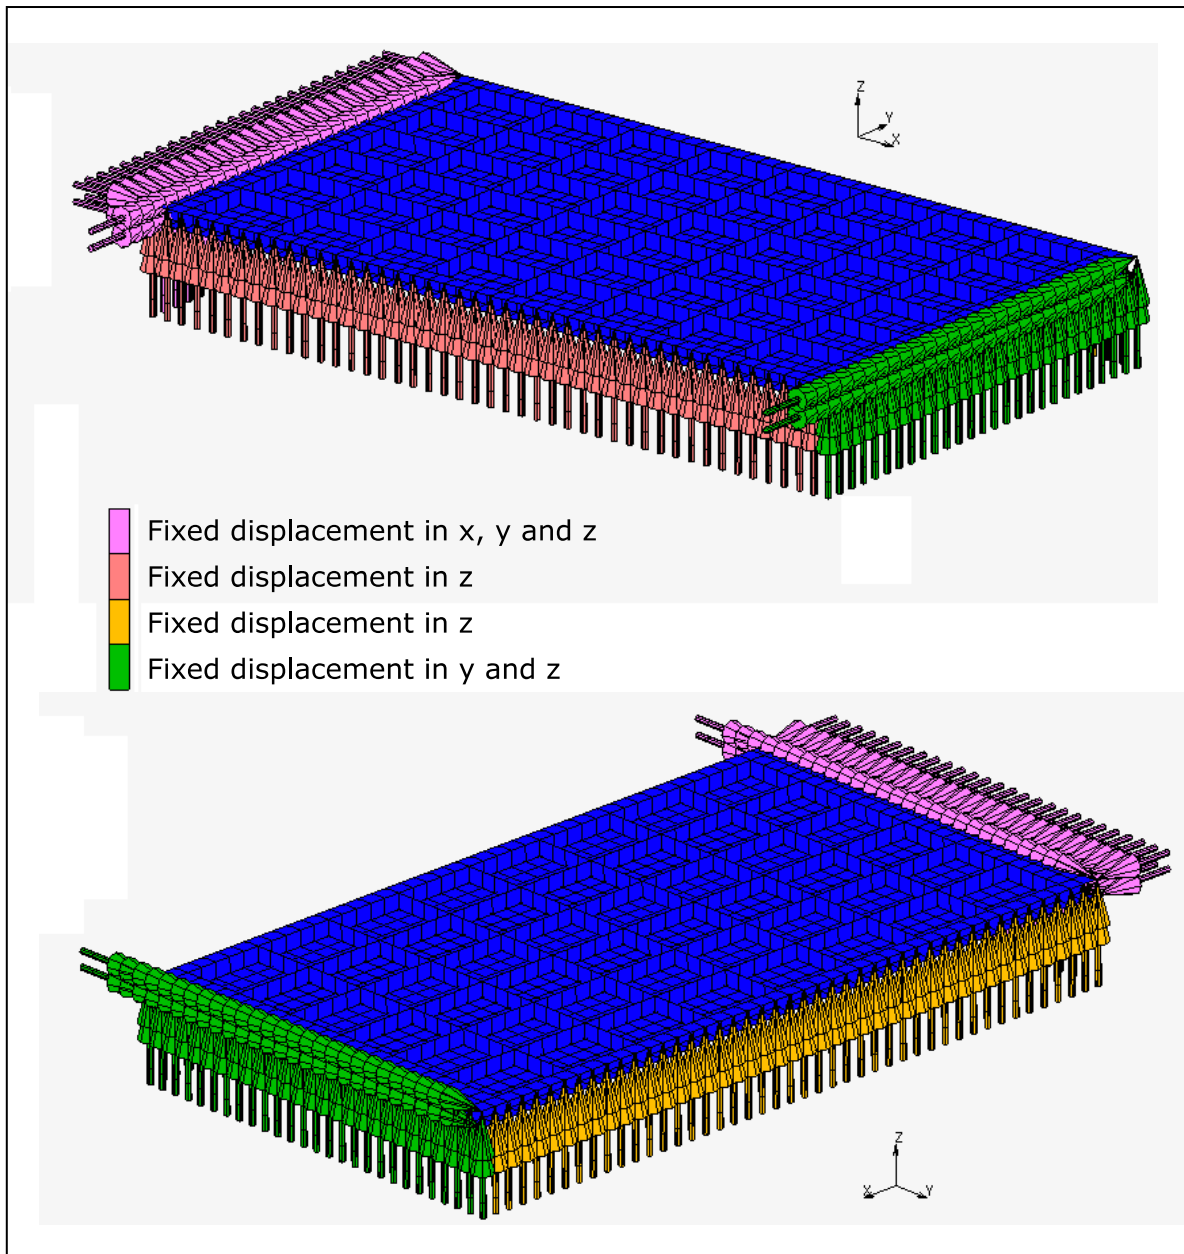 Z
Y
X
Fixed displacement in x, y and z
Fixed displacement in z
Fixed displacement in z
Fixed displacement in y and z
Z
X
Y